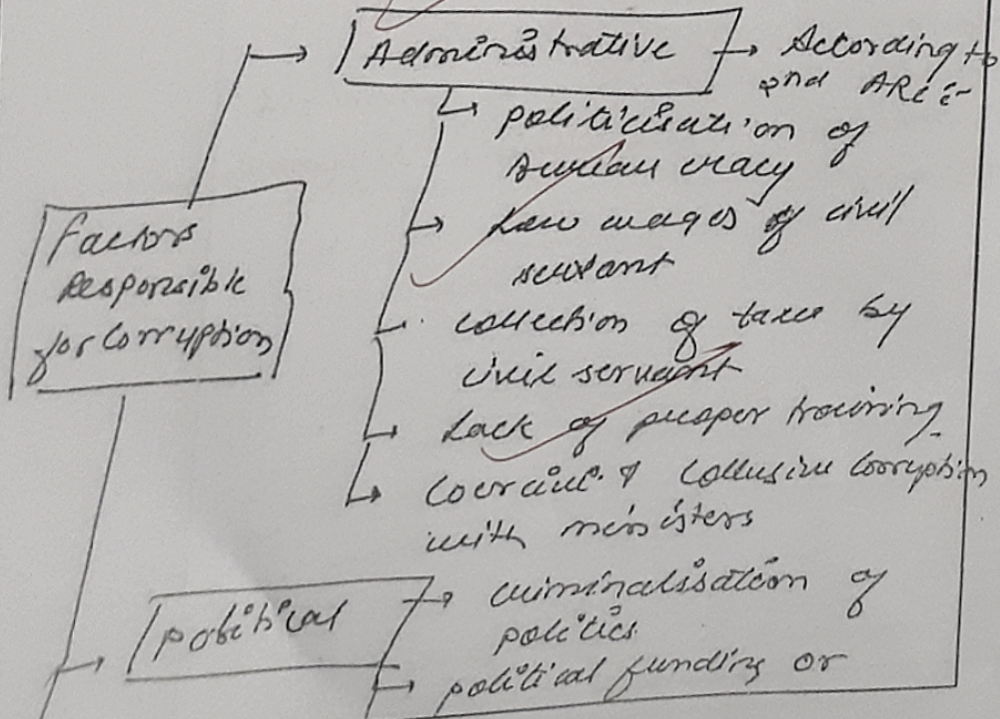 Administrative → According to
2nd ARC :-
politicisation of
bureaucracy
Low wages of civil
servant
Factors
Responsible
for Corruption
collection of taxes by
civil servant
Lack of proper training
Coercive & Collusive Corruption
with ministers
political
criminalisation of
politics
political funding or